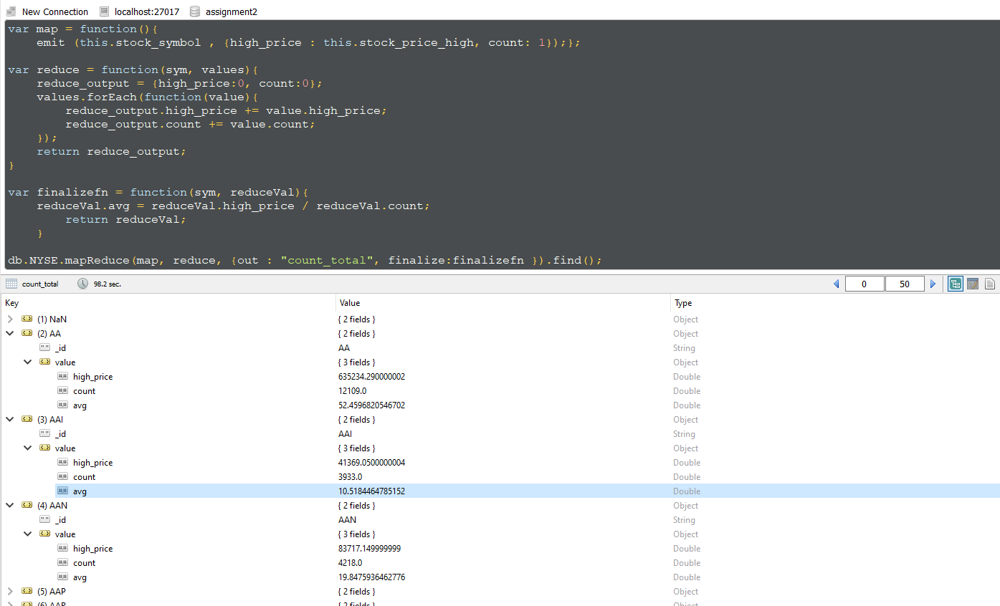 New Connection localhost:27017 assignment2
var map = function(){
    emit (this.stock_symbol , {high_price : this.stock_price_high, count: 1});};
var reduce = function(sym, values){
    reduce_output = {high_price:0, count:0};
    values.forEach(function(value){
        reduce_output.high_price += value.high_price;
        reduce_output.count += value.count;
    });
    return reduce_output;
}
var finalizefn = function(sym, reduceVal){
    reduceVal.avg = reduceVal.high_price / reduceVal.count;
        return reduceVal;
    }
db.NYSE.mapReduce(map, reduce, {out : "count_total", finalize:finalizefn }).find();
count_total 98.2 sec. 0 50
Key Value Type
(1) NaN { 2 fields } Object
(2) AA { 2 fields } Object
_id AA String
value { 3 fields } Object
high_price 635234.290000002 Double
count 12109.0 Double
avg 52.4596820546702 Double
(3) AAI { 2 fields } Object
_id AAI String
value { 3 fields } Object
high_price 41369.0500000004 Double
count 3933.0 Double
avg 10.5184464785152 Double
(4) AAN { 2 fields } Object
_id AAN String
value { 3 fields } Object
high_price 83717.149999999 Double
count 4218.0 Double
avg 19.8475936462776 Double
(5) AAP { 2 fields } Object
(6) { 2 fields } Object